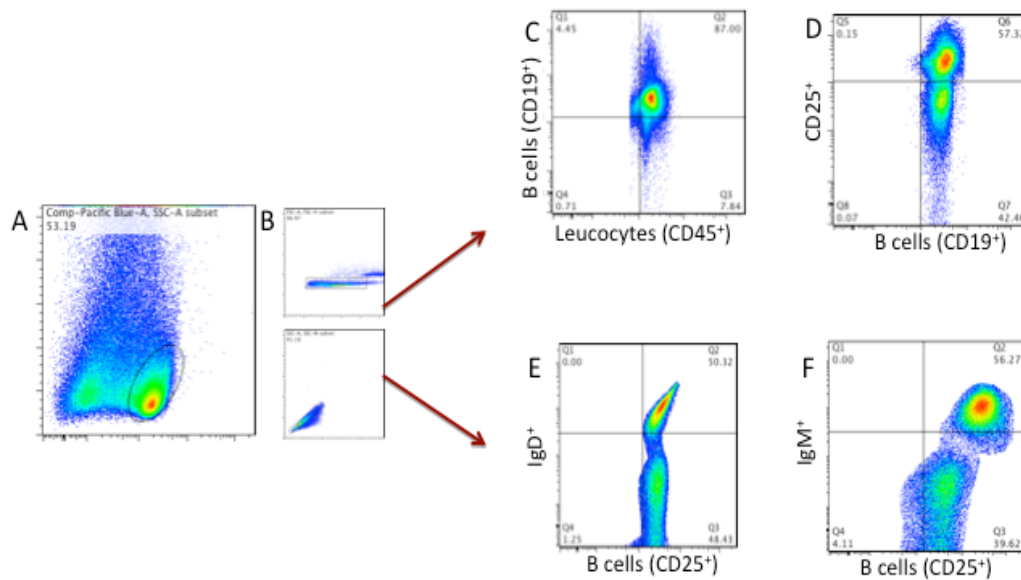 A
Comp-Pacific Blue-A, SSC-A subset
53.19
B
C
Q1
4.45
Q2
87.00
Q4
0.71
Q3
7.84
B cells (CD19⁺)
Leucocytes (CD45⁺)
D
Q5
0.15
Q6
57.32
Q8
0.07
Q7
CD25⁺
B cells (CD19⁺)
E
Q1
0.00
Q2
50.32
Q4
1.25
Q3
48.43
IgD⁺
B cells (CD25⁺)
F
Q1
0.00
Q2
56.27
Q4
4.11
Q3
39.62
IgM⁺
B cells (CD25⁺)